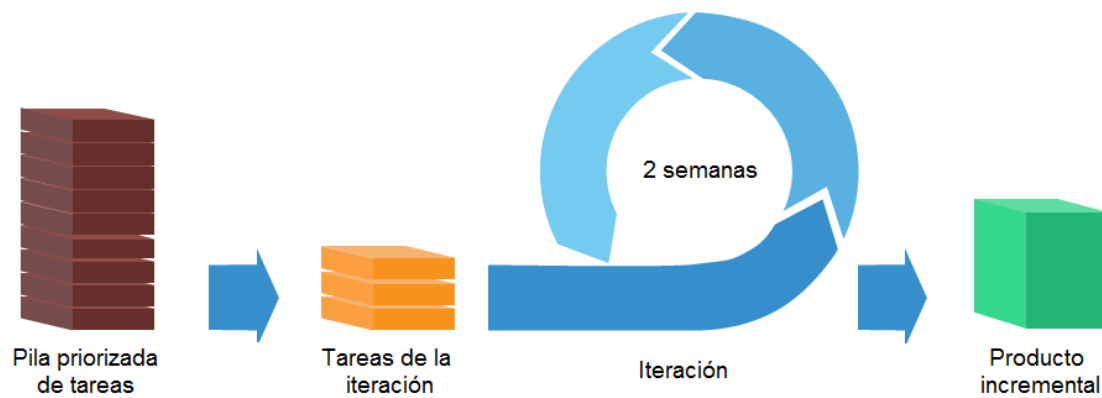 2 semanas
Pila priorizada
de tareas
Tareas de la
iteración
Iteración
Producto
incremental